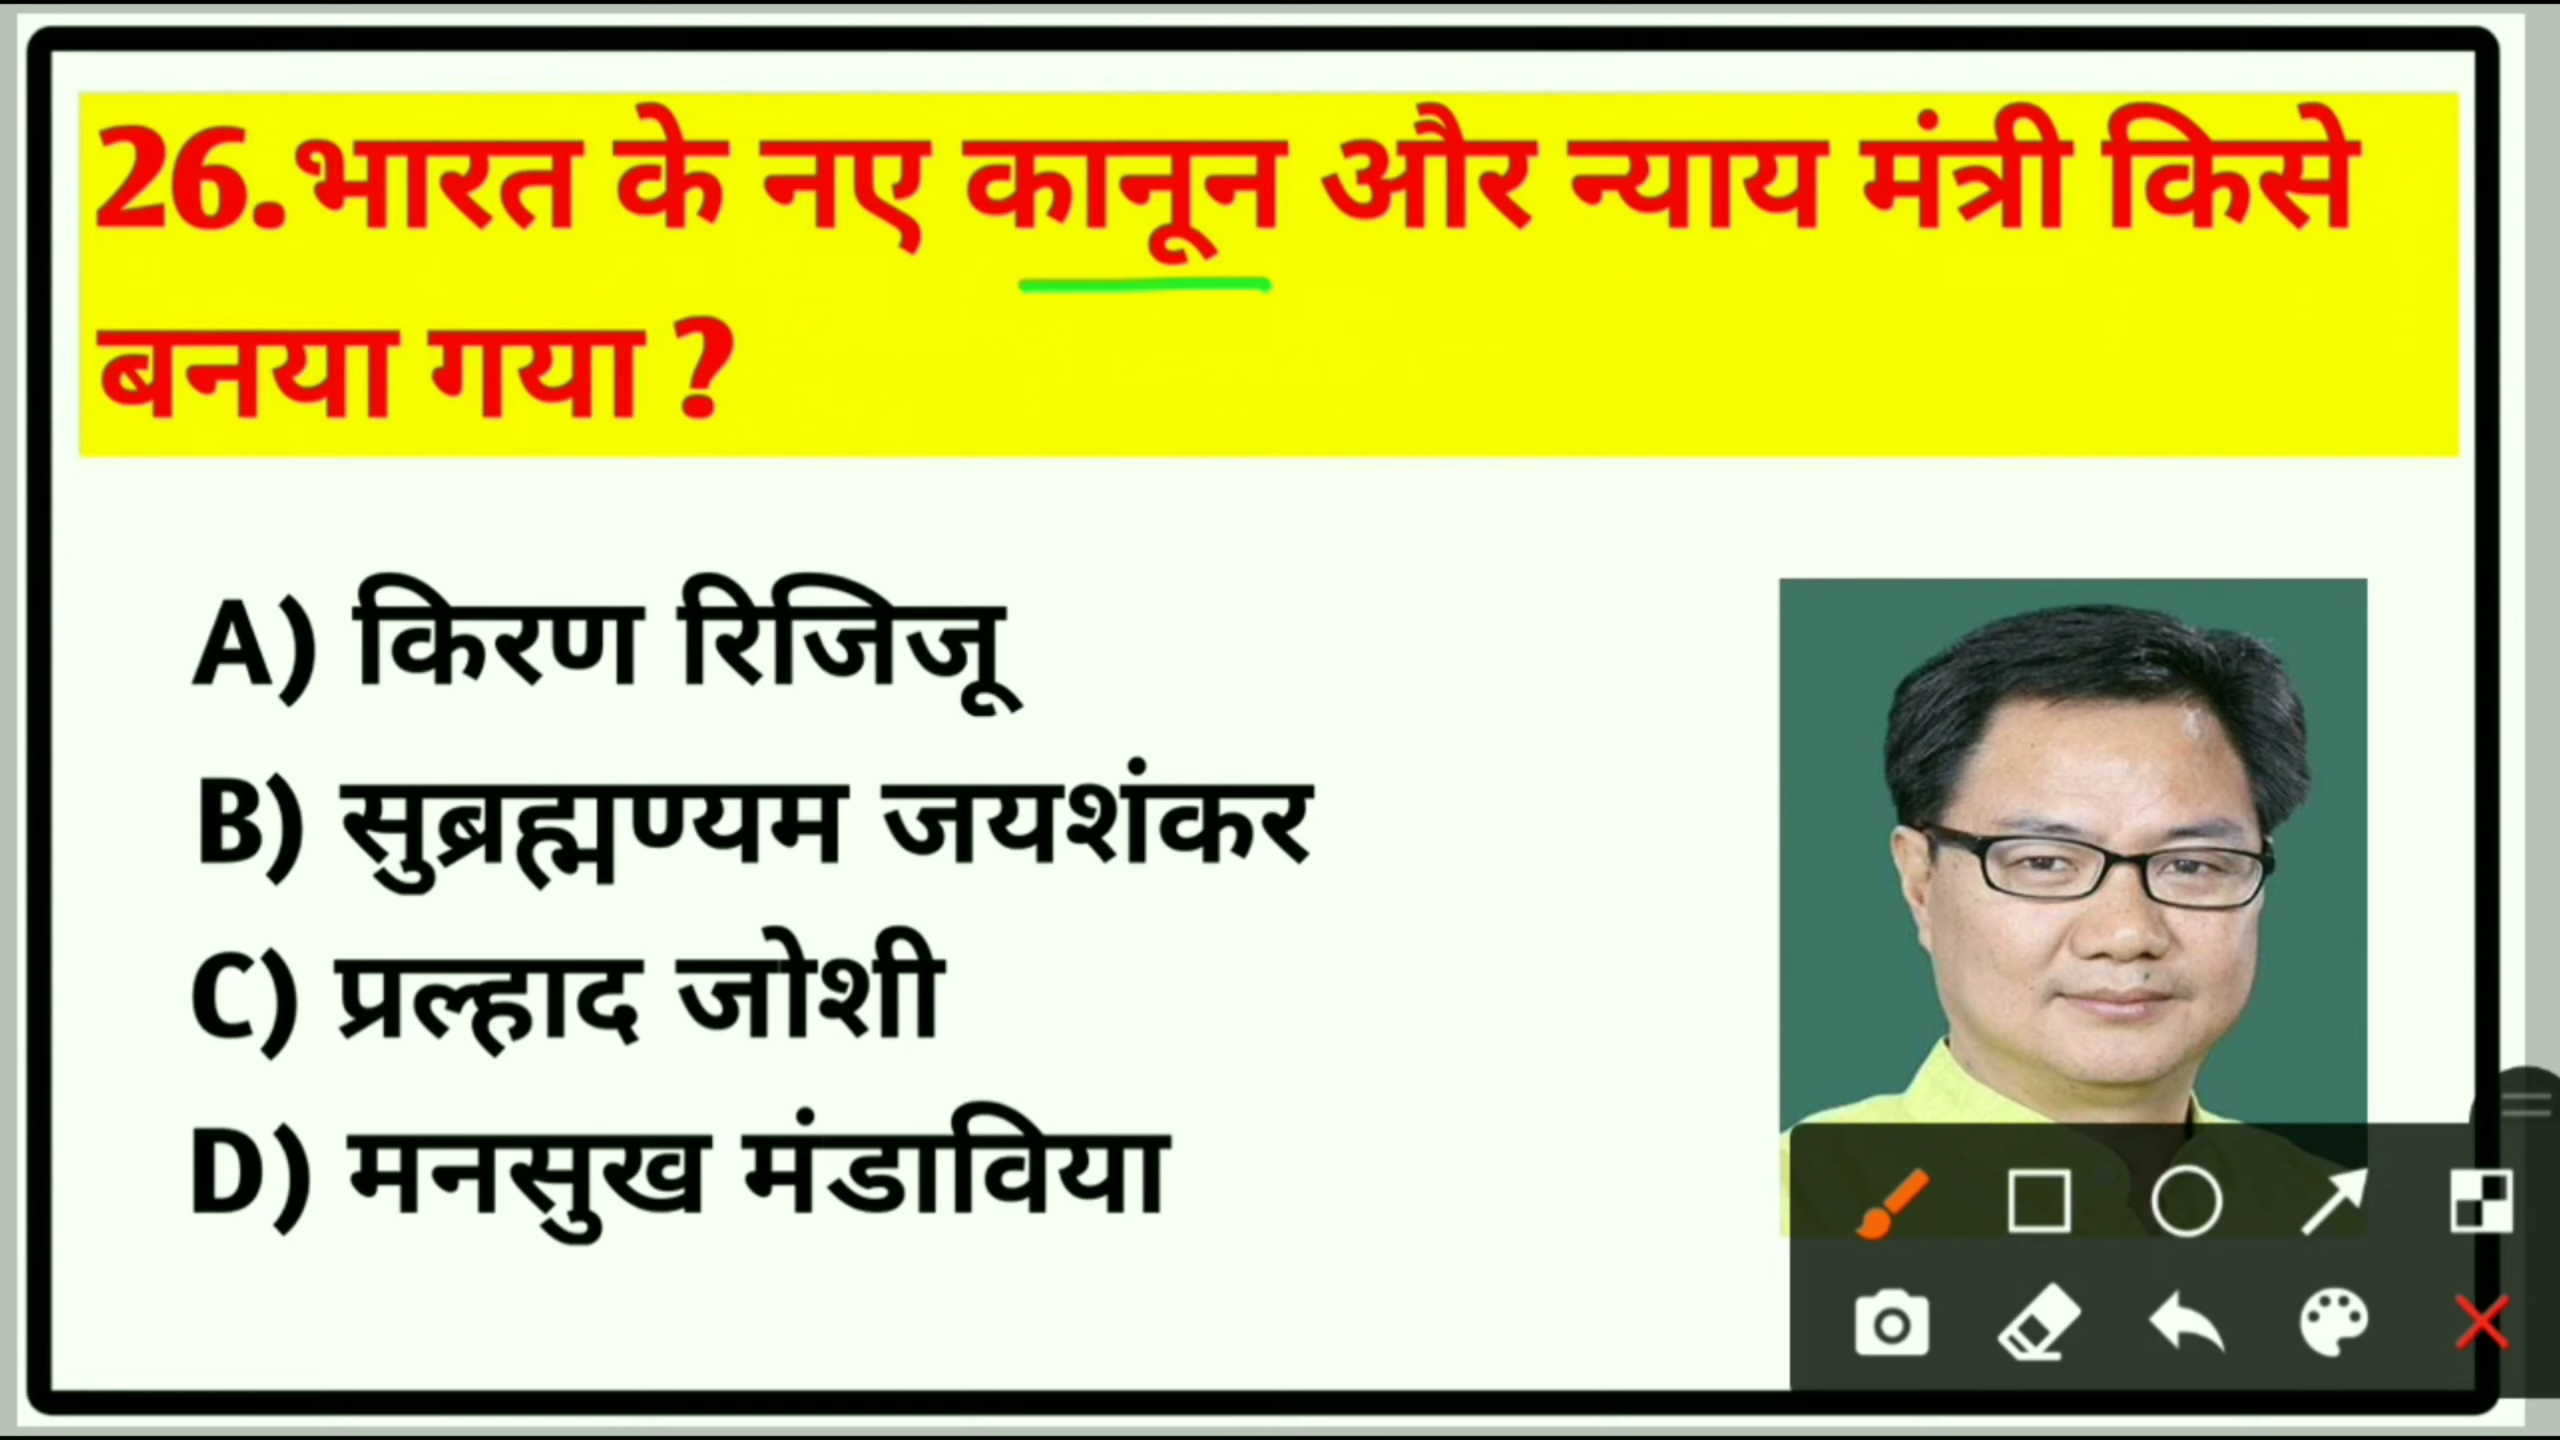 26.भारत के नए कानून और न्याय मंत्री किसे
बनया गया ?
A) किरण रिजिजू
B) सुब्रह्मण्यम जयशंकर
C) प्रल्हाद जोशी
D) मनसुख मंडाविया